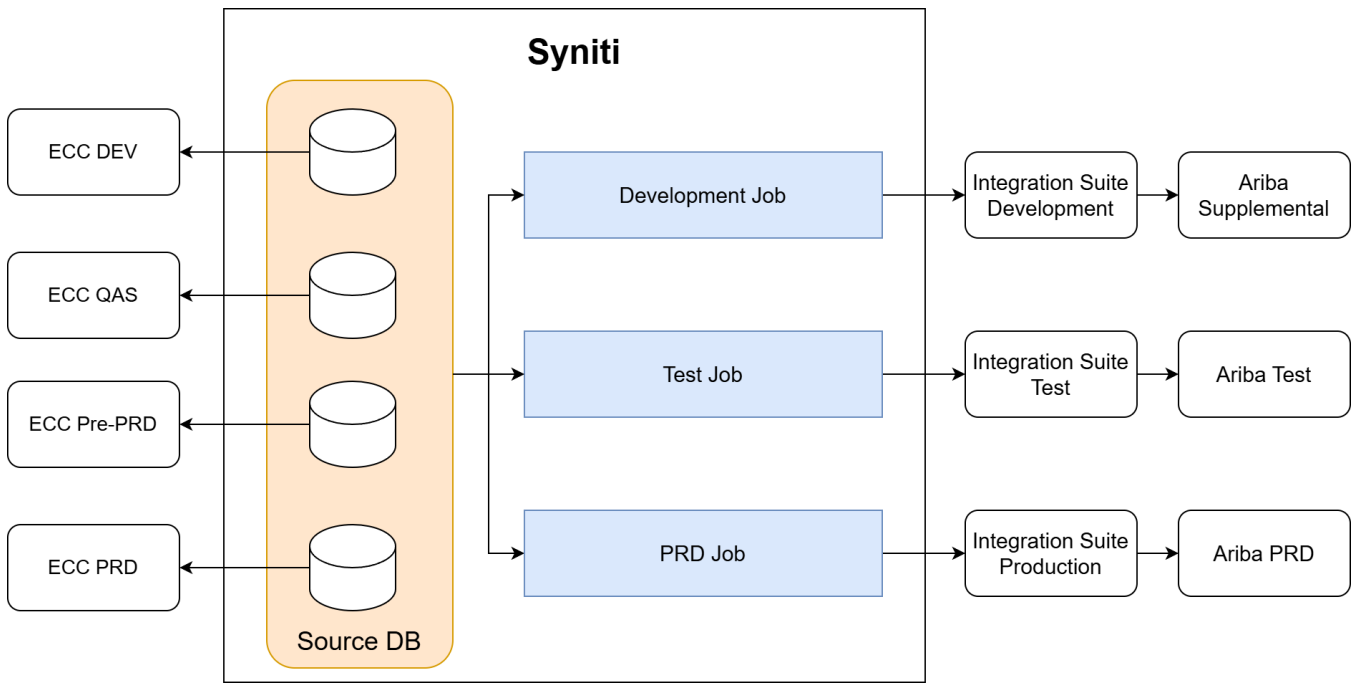 Syniti
ECC DEV
ECC QAS
ECC Pre-PRD
ECC PRD
Source DB
Development Job
Test Job
PRD Job
Integration Suite
Development
Ariba
Supplemental
Integration Suite
Test
Ariba Test
Integration Suite
Production
Ariba PRD